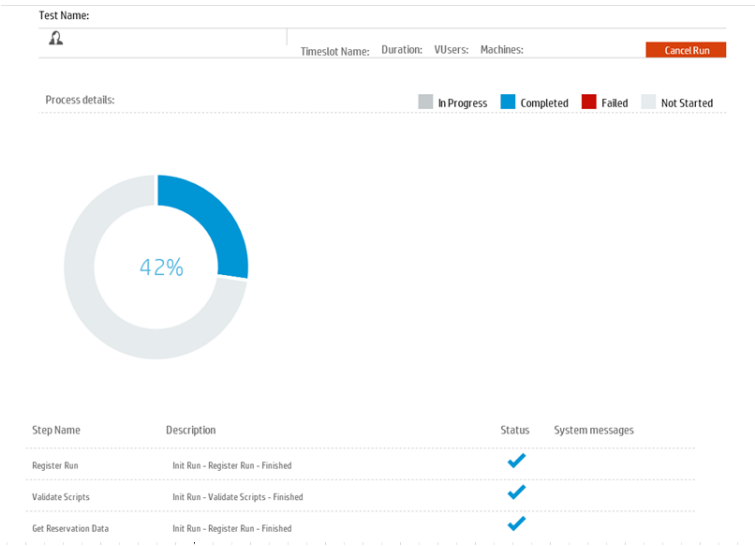 Test Name:
Timeslot Name: Duration: VUsers: Machines: Cancel Run
Process details: In Progress Completed Failed Not Started
42%
Step Name Description Status System messages
Register Run Init Run - Register Run - Finished
Validate Scripts Init Run - Validate Scripts - Finished
Get Reservation Data Init Run - Register Run - Finished